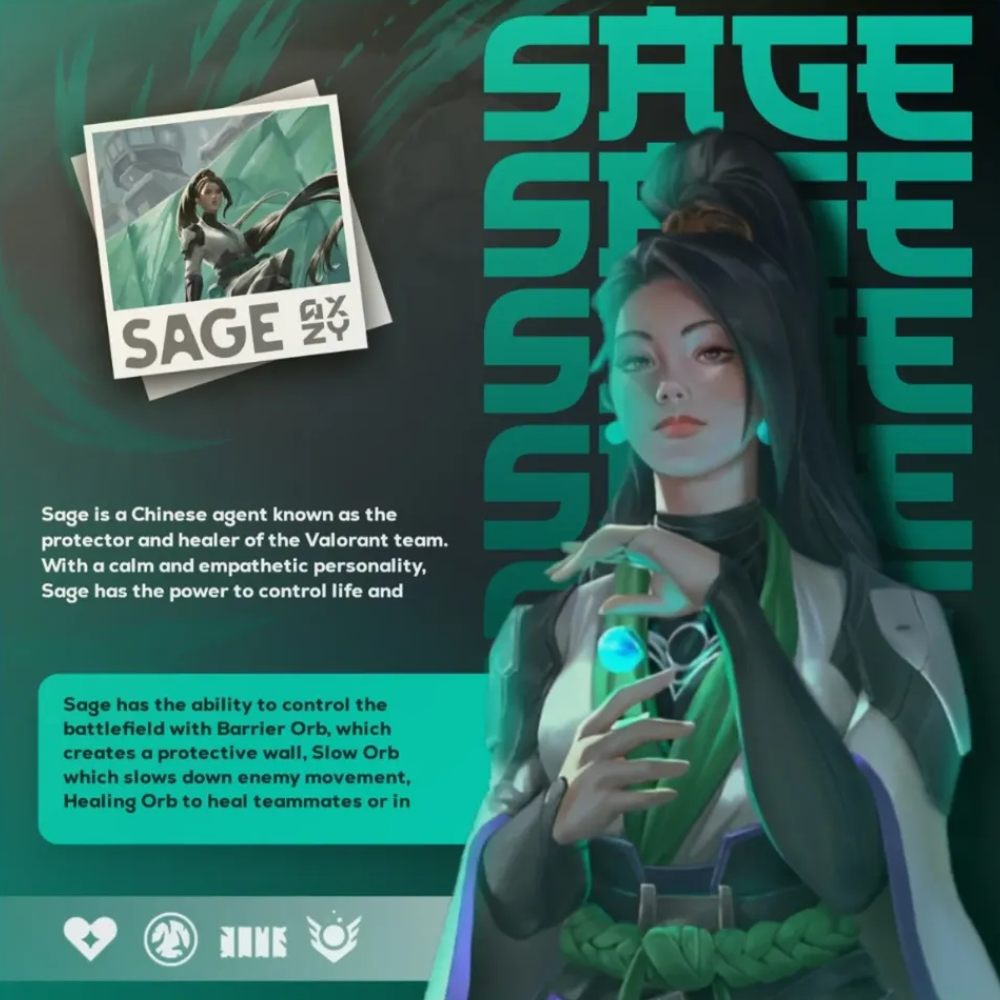 SAGE
SAGE
SAGE
Sage is a Chinese agent known as the
protector and healer of the Valorant team.
With a calm and empathetic personality,
Sage has the power to control life and
Sage has the ability to control the
battlefield with Barrier Orb, which
creates a protective wall, Slow Orb
which slows down enemy movement,
Healing Orb to heal teammates or in